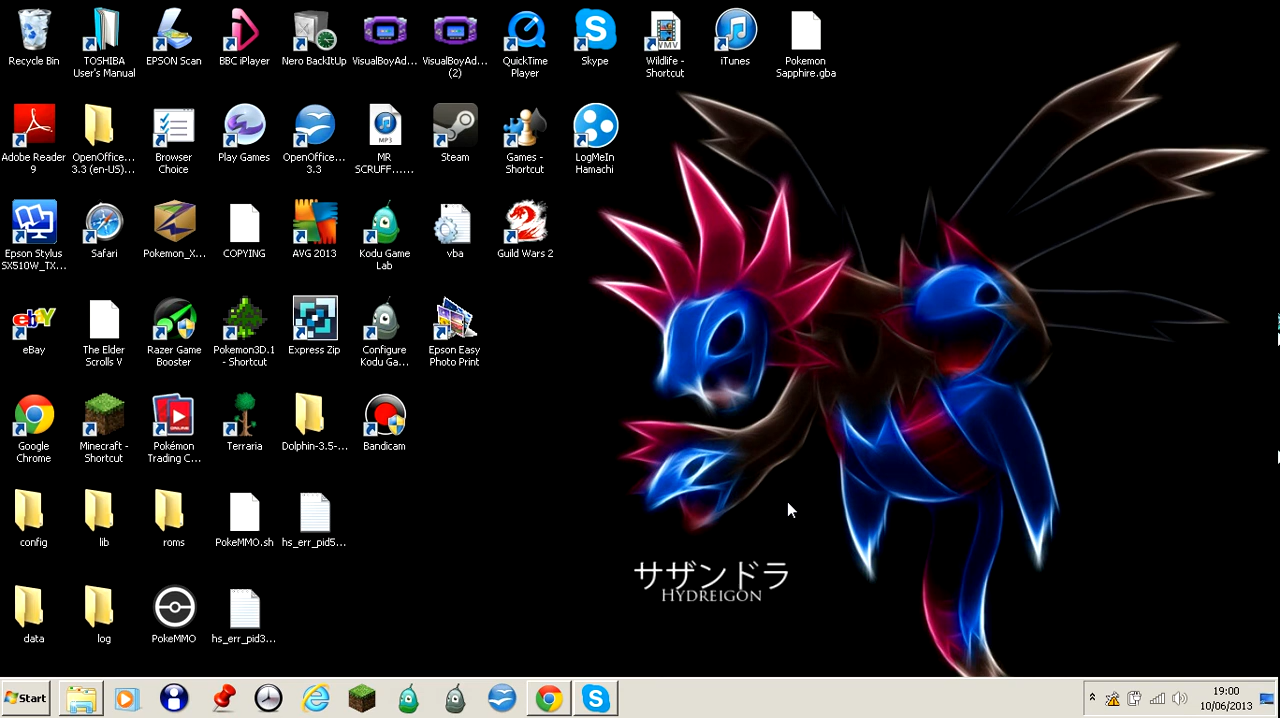 Recycle Bin
TOSHIBA
User's Manual
EPSON Scan
BBC iPlayer
Nero BackItUp
VisualBoyAd...
VisualBoyAd...
(2)
QuickTime
Player
Skype
WMV
Wildlife -
Shortcut
iTunes
Pokemon
Sapphire.gba
Adobe Reader
9
OpenOffice...
3.3 (en-US)...
Browser
Choice
Play Games
OpenOffice...
3.3
MP3
MR
SCRUFF......
Steam
Games -
Shortcut
LogMeIn
Hamachi
Epson Stylus
SX510W_TX...
Safari
Pokemon_X...
COPYING
AVG 2013
Kodu Game
Lab
vba
Guild Wars 2
ebY
eBay
The Elder
Scrolls V
Razer Game
Booster
Pokemon3D.1
- Shortcut
Express Zip
Configure
Kodu Ga...
Epson Easy
Photo Print
Google
Chrome
Minecraft -
Shortcut
Pokémon
Trading C...
Terraria
Dolphin-3.5-...
Bandicam
config
lib
roms
PokeMMO.sh
hs_err_pid5...
data
log
PokeMMO
hs_err_pid3...
サザンドラ
HYDREIGON
Start
19:00
10/06/2013